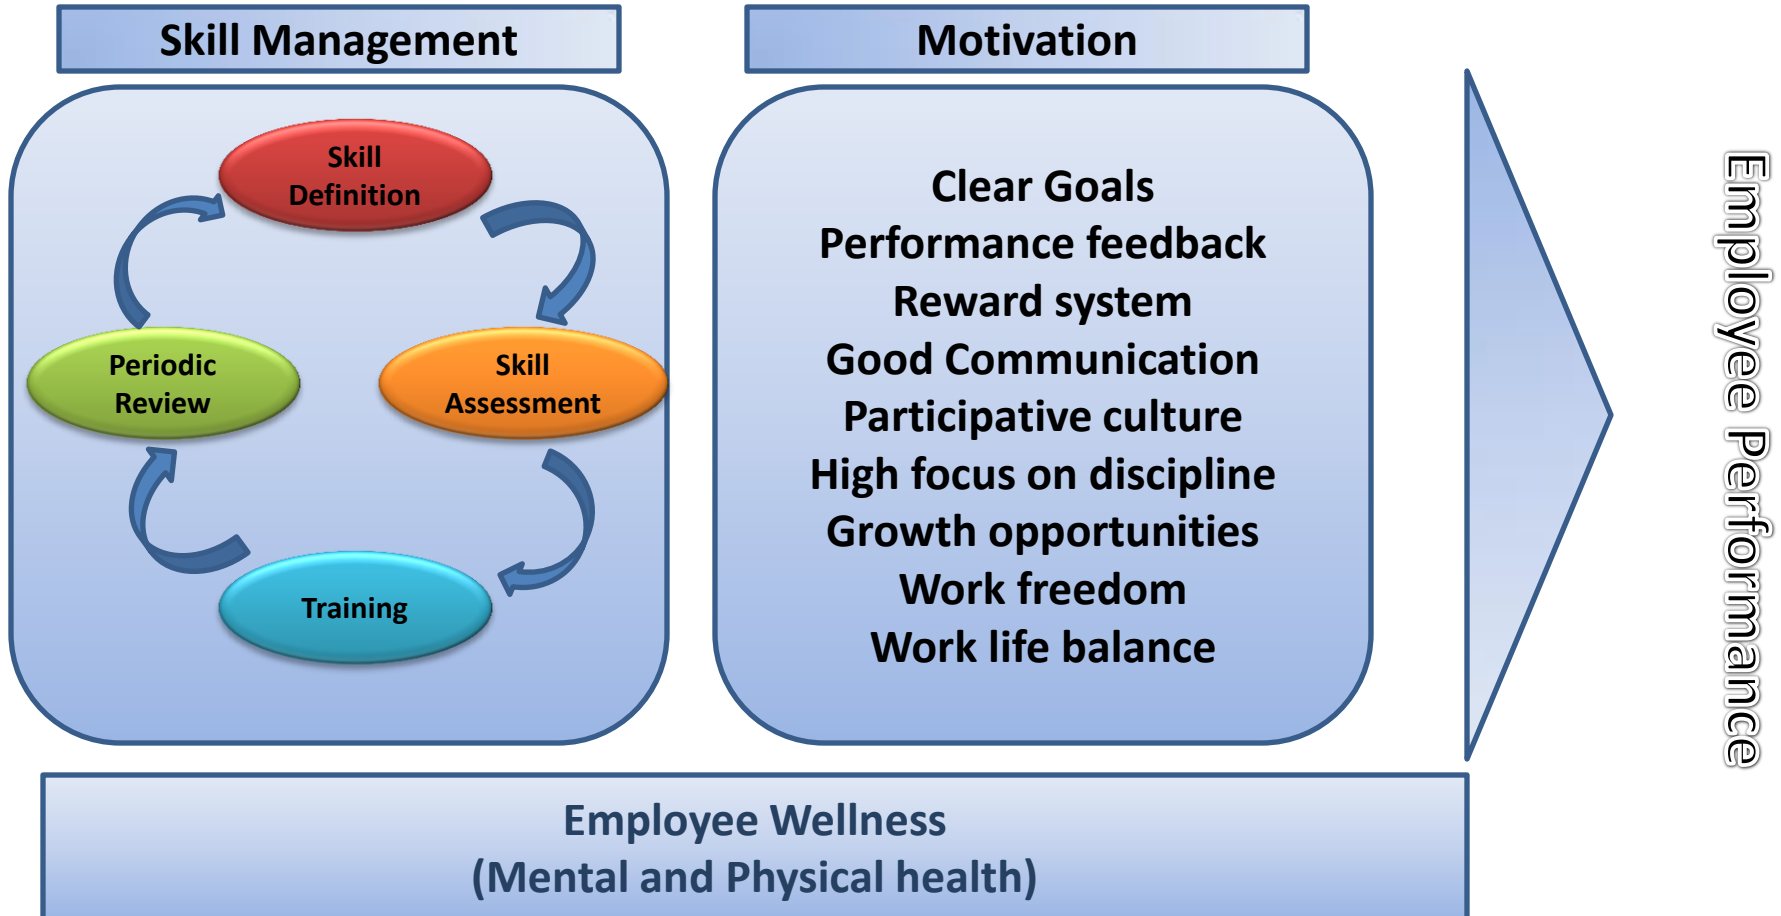 Skill Management
Skill
Definition
Skill
Assessment
Training
Periodic
Review
Motivation
Clear Goals
Performance feedback
Reward system
Good Communication
Participative culture
High focus on discipline
Growth opportunities
Work freedom
Work life balance
Employee Performance
Employee Wellness
(Mental and Physical health)